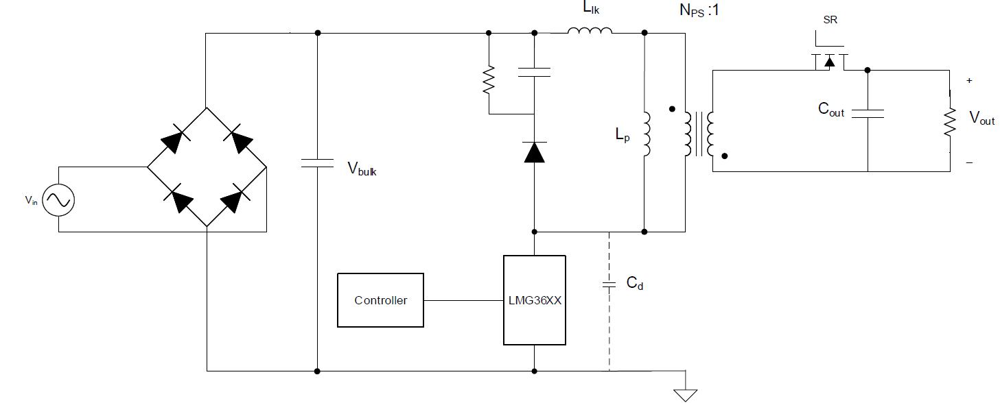 Llk
NPS :1
SR
+
Cout
Vout
Lp
Vbulk
Vin
–
Cd
Controller
LMG36XX